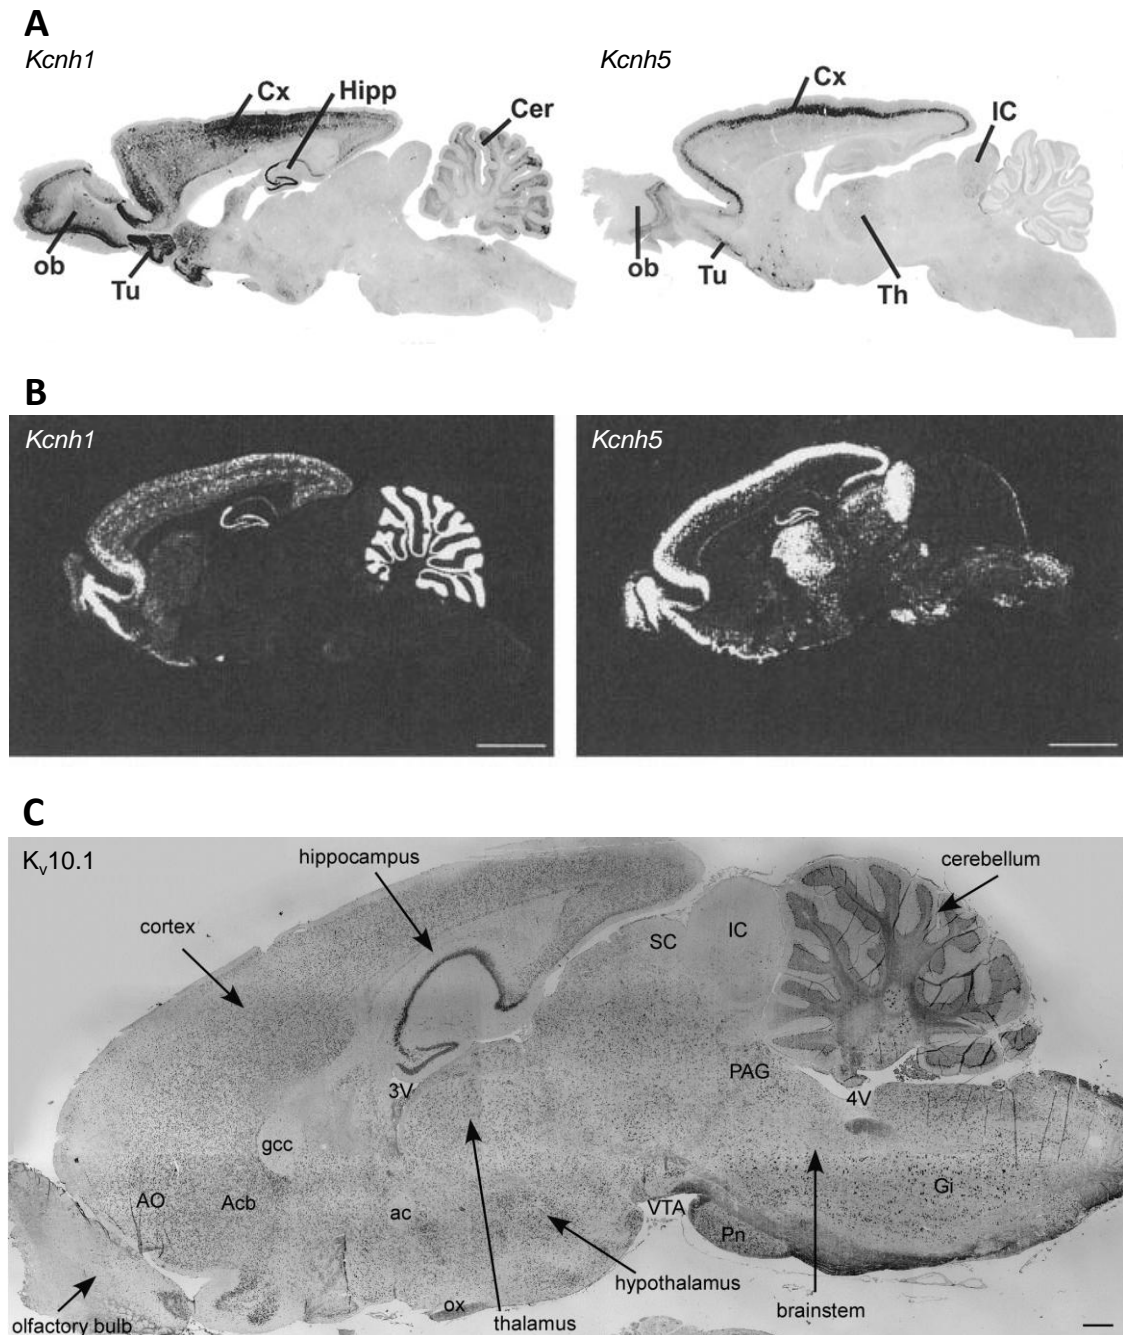 A
Kcnh1
Kcnh5
Cx
Hipp
Cer
ob
Tu
Cx
IC
ob
Tu
Th
B
Kcnh1
Kcnh5
C
Kv10.1
hippocampus
cerebellum
cortex
SC
IC
PAG
3V
4V
gcc
AO
Acb
ac
Gi
VTA
Pn
hypothalamus
ox
brainstem
olfactory bulb
thalamus